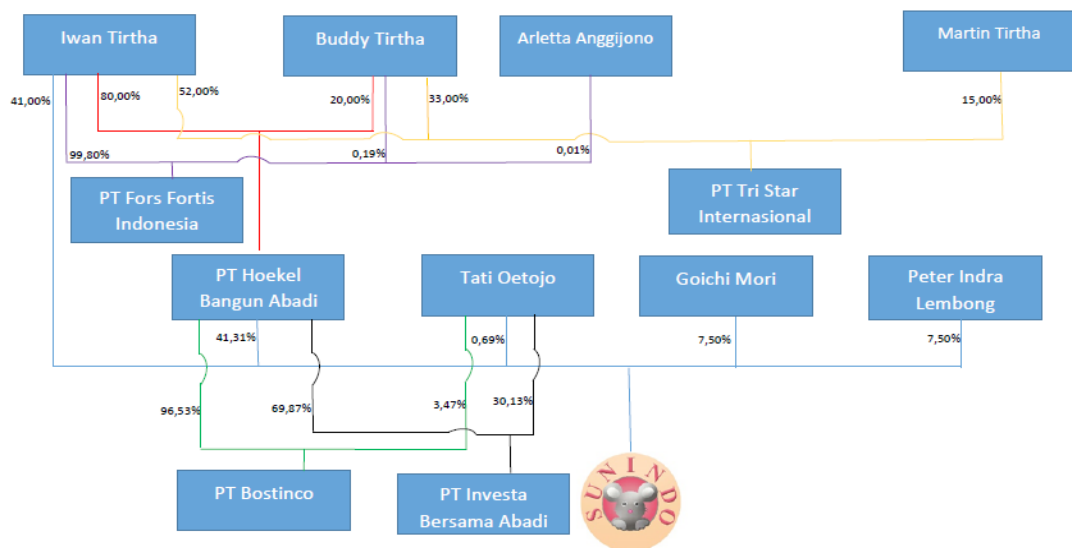 Iwan Tirtha
Buddy Tirtha
Arletta Anggijono
Martin Tirtha
41,00%
80,00%
52,00%
20,00%
33,00%
15,00%
99,80%
0,19%
0,01%
PT Fors Fortis
Indonesia
PT Tri Star
Internasional
PT Hoekel
Bangun Abadi
Tati Oetojo
Goichi Mori
Peter Indra
Lembong
41,31%
0,69%
7,50%
7,50%
96,53%
69,87%
3,47%
30,13%
PT Bostinco
PT Investa
Bersama Abadi
SUNINDO